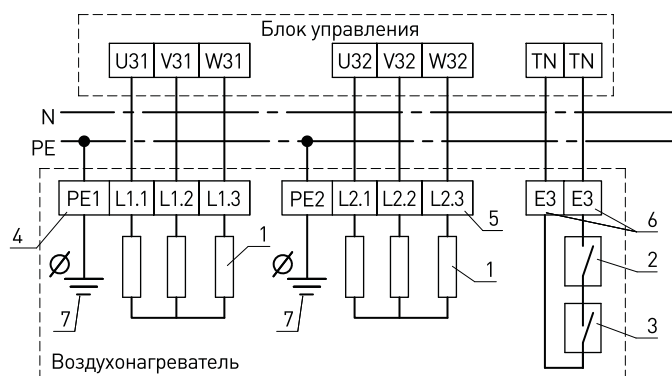 Блок управления
U31 V31 W31 U32 V32 W32 TN TN
N
PE
PE1 L1.1 L1.2 L1.3 PE2 L2.1 L2.2 L2.3 E3 E3
4 1 5 1 6
2
7 7 3
Воздухонагреватель